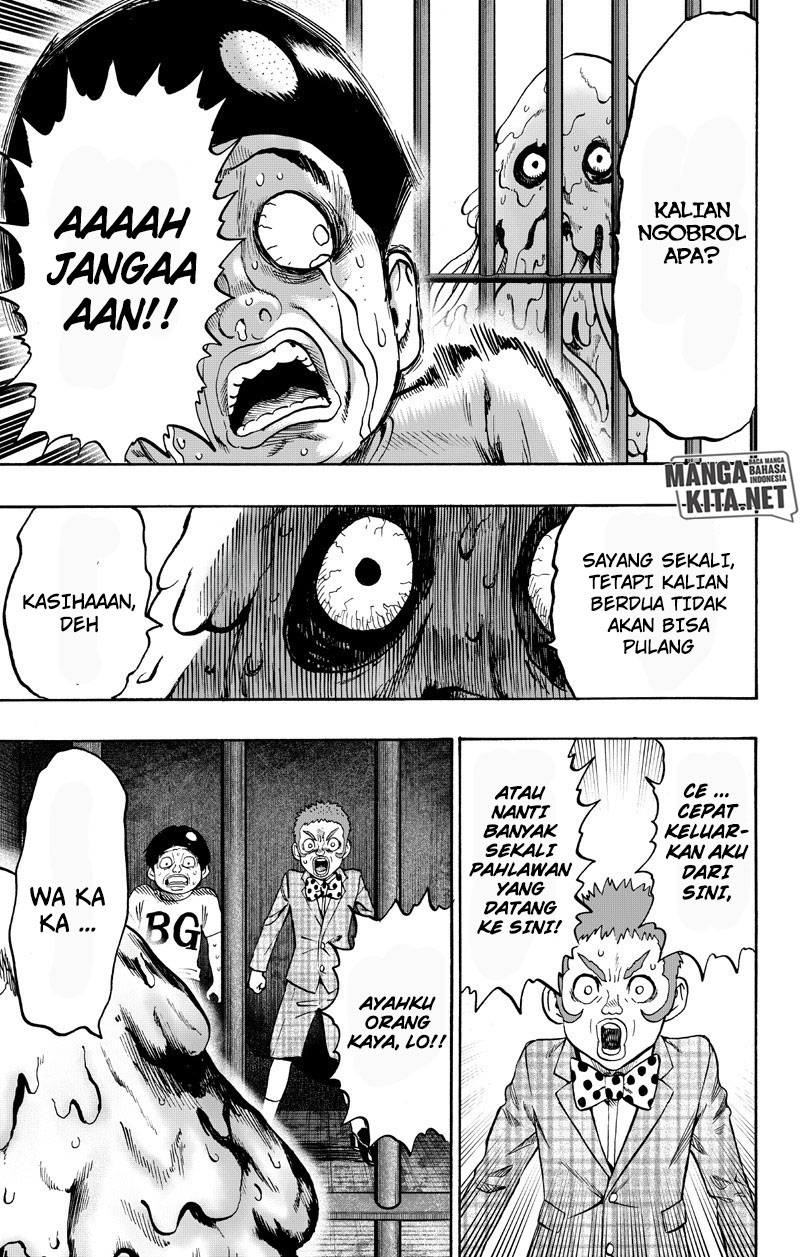 KALIAN
NGOBROL
APA?
AAAAH
JANGAA
AAN!!
MANGA
KITA.NET
BACA MANGA
BAHASA
INDONESIA
SAYANG SEKALI,
TETAPI KALIAN
BERDUA TIDAK
AKAN BISA
PULANG
KASIHAAAN,
DEH
CE ...
CEPAT
KELUAR-
KAN AKU
DARI
SINI,
ATAU
NANTI
BANYAK
SEKALI
PAHLAWAN
YANG
DATANG
KE SINI!
AYAHKU
ORANG
KAYA, LO!!
BG
WA KA
KA ...